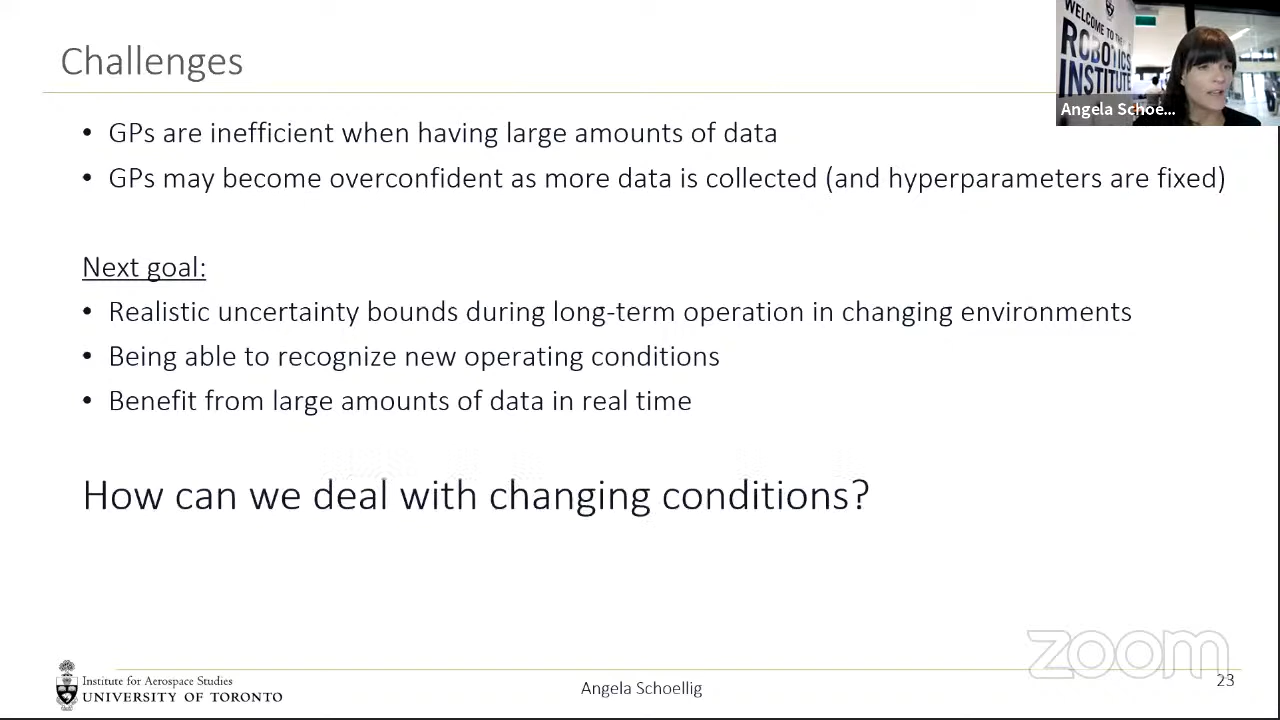 Challenges
WELCOME TO THE
ROBOTICS
INSTITUTE
Angela Schoe...
• GPs are inefficient when having large amounts of data
• GPs may become overconfident as more data is collected (and hyperparameters are fixed)
Next goal:
• Realistic uncertainty bounds during long-term operation in changing environments
• Being able to recognize new operating conditions
• Benefit from large amounts of data in real time
How can we deal with changing conditions?
zoom
Institute for Aerospace Studies
UNIVERSITY OF TORONTO
Angela Schoellig
23